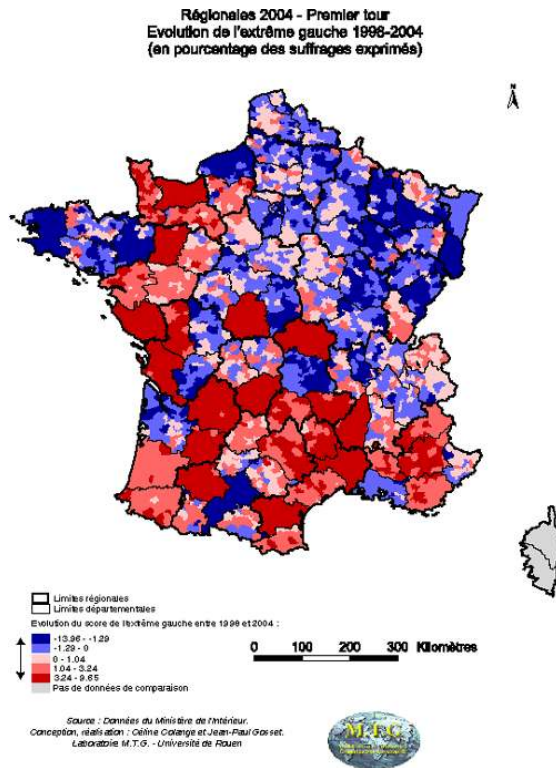 Régionales 2004 - Premier tour
Evolution de l'extrême gauche 1998-2004
(en pourcentage des suffrages exprimés)
N
Limites régionales
Limites départementales
Evolution du score de l'extrême gauche entre 1998 et 2004 :
-13.96 - -1.29
-1.29 - 0
0 - 1.04
1.04 - 3.24
3.24 - 9.65
Pas de données de comparaison
0 100 200 300 Kilomètres
Source : Données du Ministère de l'Intérieur.
Conception, réalisation : Céline Colange et Jean-Paul Gosset.
Laboratoire M.T.G. - Université de Rouen
M.T.G.